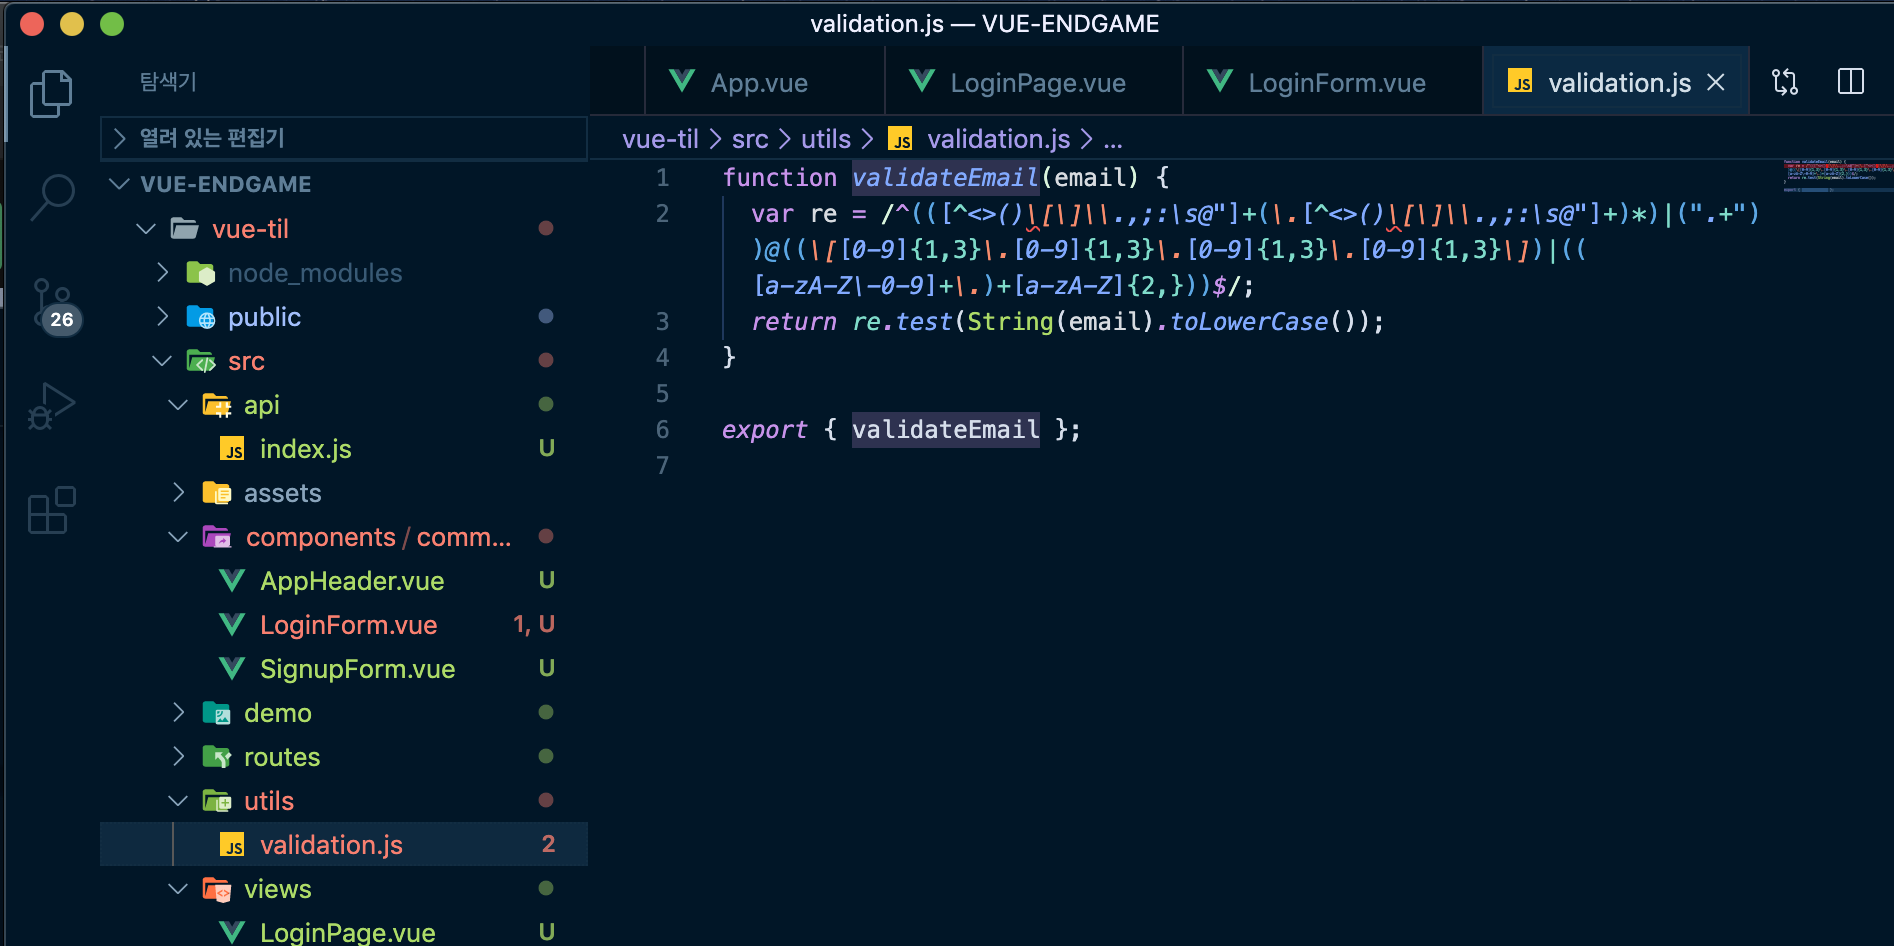 validation.js — VUE-ENDGAME
탐색기
열려 있는 편집기
VUE-ENDGAME
vue-til
node_modules
public
src
api
index.js U
assets
components / comm...
AppHeader.vue U
LoginForm.vue 1, U
SignupForm.vue U
demo
routes
utils
validation.js 2
views
LoginPage.vue U
26
App.vue
LoginPage.vue
LoginForm.vue
JS validation.js
vue-til > src > utils > JS validation.js > ...
1 function validateEmail(email) {
2 var re = /^(([^<>()\[\]\\.,;:\s@"]+(\.[^<>()\[\]\\.,;:\s@"]+)*)|(".+")
)@((\[[0-9]{1,3}\.[0-9]{1,3}\.[0-9]{1,3}\.[0-9]{1,3}\])|((
[a-zA-Z\-0-9]+\.)+[a-zA-Z]{2,}))$/;
3 return re.test(String(email).toLowerCase());
4 }
5
6 export { validateEmail };
7